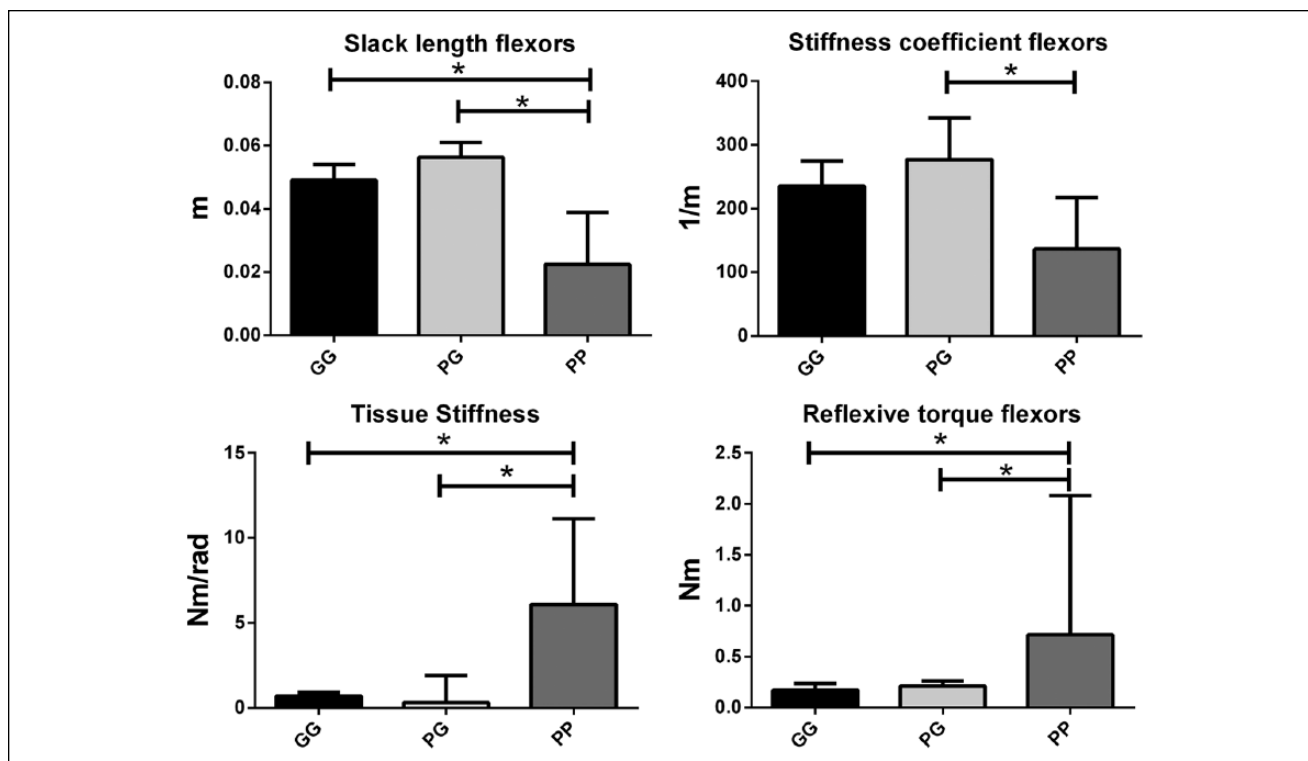 Slack length flexors
*
*
0.08
0.06
0.04
0.02
0.00
m
GG
PG
PP
Stiffness coefficient flexors
*
400
300
200
100
0
1/m
GG
PG
PP
Tissue Stiffness
*
*
15
10
5
0
Nm/rad
GG
PG
PP
Reflexive torque flexors
*
*
2.5
2.0
1.5
1.0
0.5
0.0
Nm
GG
PG
PP